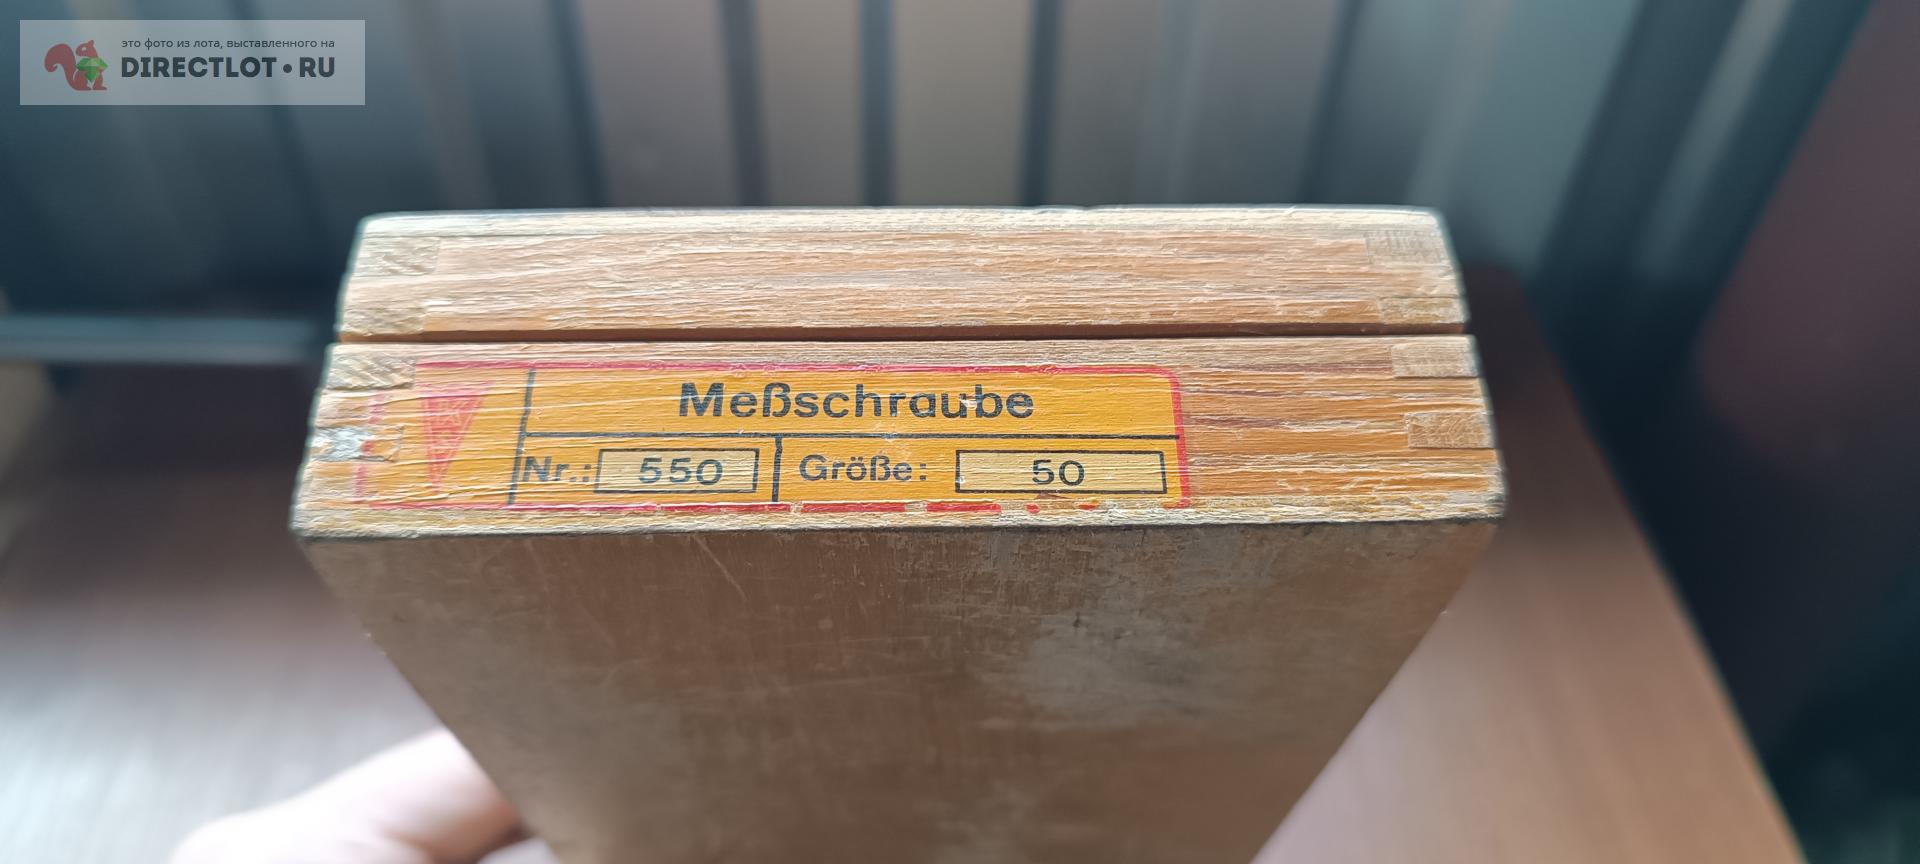 это фото из лота, выставленного на
DIRECTLOT•RU
Meßschraube
Nr.: 550 Größe: 50